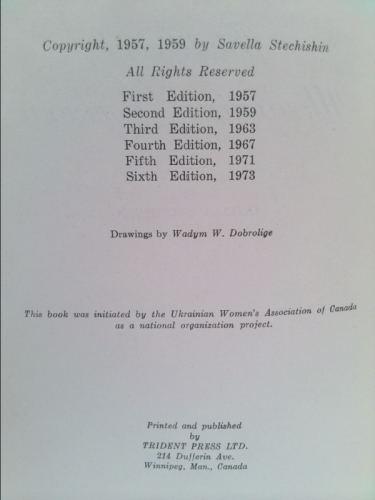 Copyright, 1957, 1959 by Savella Stechishin
All Rights Reserved
First Edition, 1957
Second Edition, 1959
Third Edition, 1963
Fourth Edition, 1967
Fifth Edition, 1971
Sixth Edition, 1973
Drawings by Wadym W. Dobrolige
This book was initiated by the Ukrainian Women's Association of Canada
as a national organization project.
Printed and published
by
TRIDENT PRESS LTD.
214 Dufferin Ave.
Winnipeg, Man., Canada